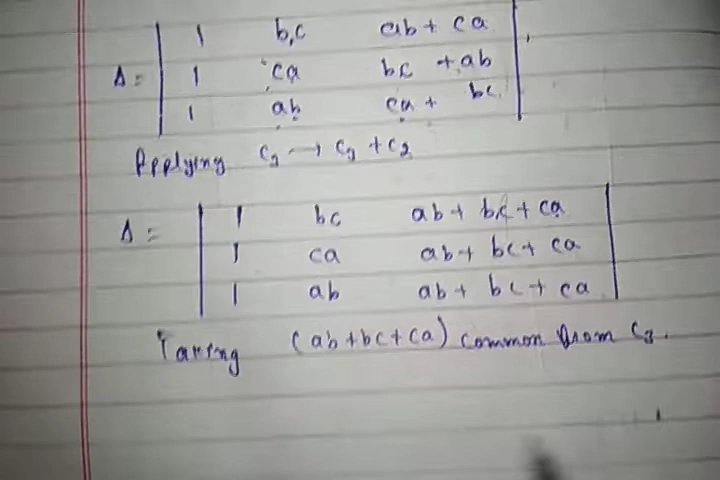 1 b,c ab + ca
Δ = 1 ca bc + ab
1 ab ca + bc
Applying C3 → C3 + C2
1 bc ab + bc + ca
Δ = 1 ca ab + bc + ca
1 ab ab + bc + ca
Taking (ab+bc+ca) common from C3.